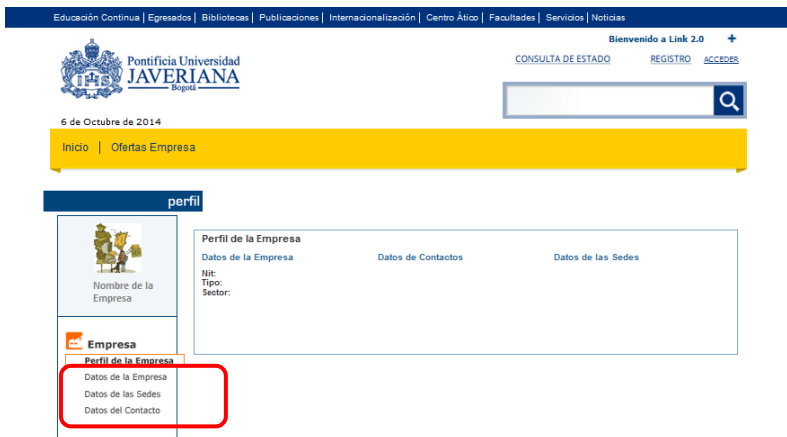 Educación Continua | Egresados | Bibliotecas | Publicaciones | Internacionalización | Centro Ático | Facultades | Servicios | Noticias
Bienvenido a Link 2.0 +
Pontificia Universidad
JAVERIANA
Bogotá
CONSULTA DE ESTADO REGISTRO ACCEDER
6 de Octubre de 2014
Inicio | Ofertas Empresa
perfil
Nombre de la
Empresa
Perfil de la Empresa
Datos de la Empresa Datos de Contactos Datos de las Sedes
Nit:
Tipo:
Sector:
Empresa
Perfil de la Empresa
Datos de la Empresa
Datos de las Sedes
Datos del Contacto